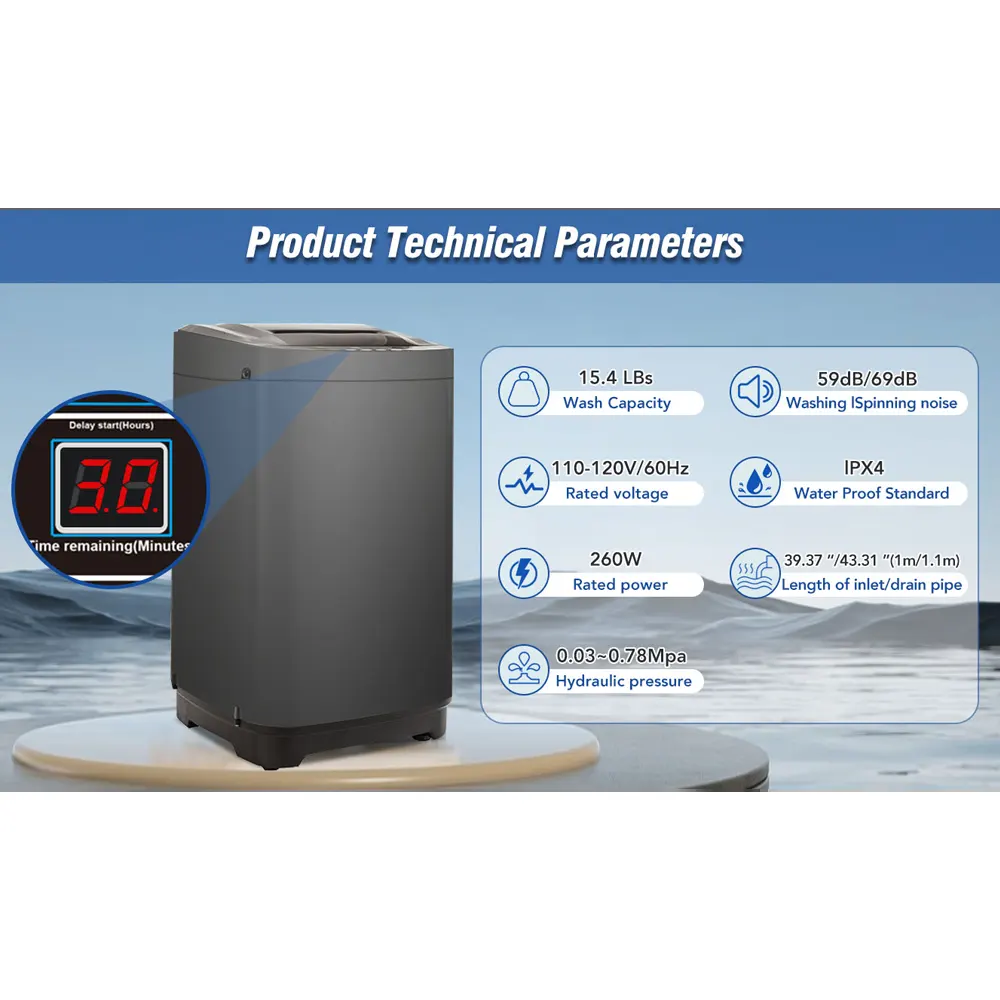 Product Technical Parameters
Delay start(Hours)
3.0.
Time remaining(Minutes
15.4 LBs
Wash Capacity
59dB/69dB
Washing lSpinning noise
110-120V/60Hz
Rated voltage
IPX4
Water Proof Standard
260W
Rated power
39.37 "/43.31 "(1m/1.1m)
Length of inlet/drain pipe
0.03~0.78Mpa
Hydraulic pressure